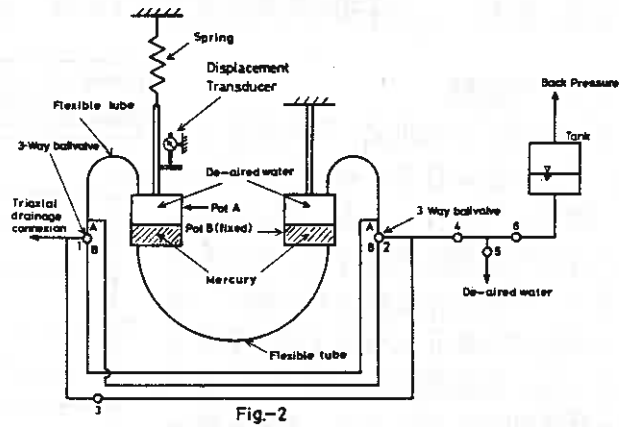 Spring
Displacement
Transducer
Flexible tube
Back Pressure
3-Way ballvalve
Tank
De-aired water
Triaxial
drainage
connexion
Pot A
Pot B (fixed)
3 Way ballvalve
A
B
1
A
B
2
4
6
5
Mercury
De-aired water
Flexible tube
3
Fig.-2